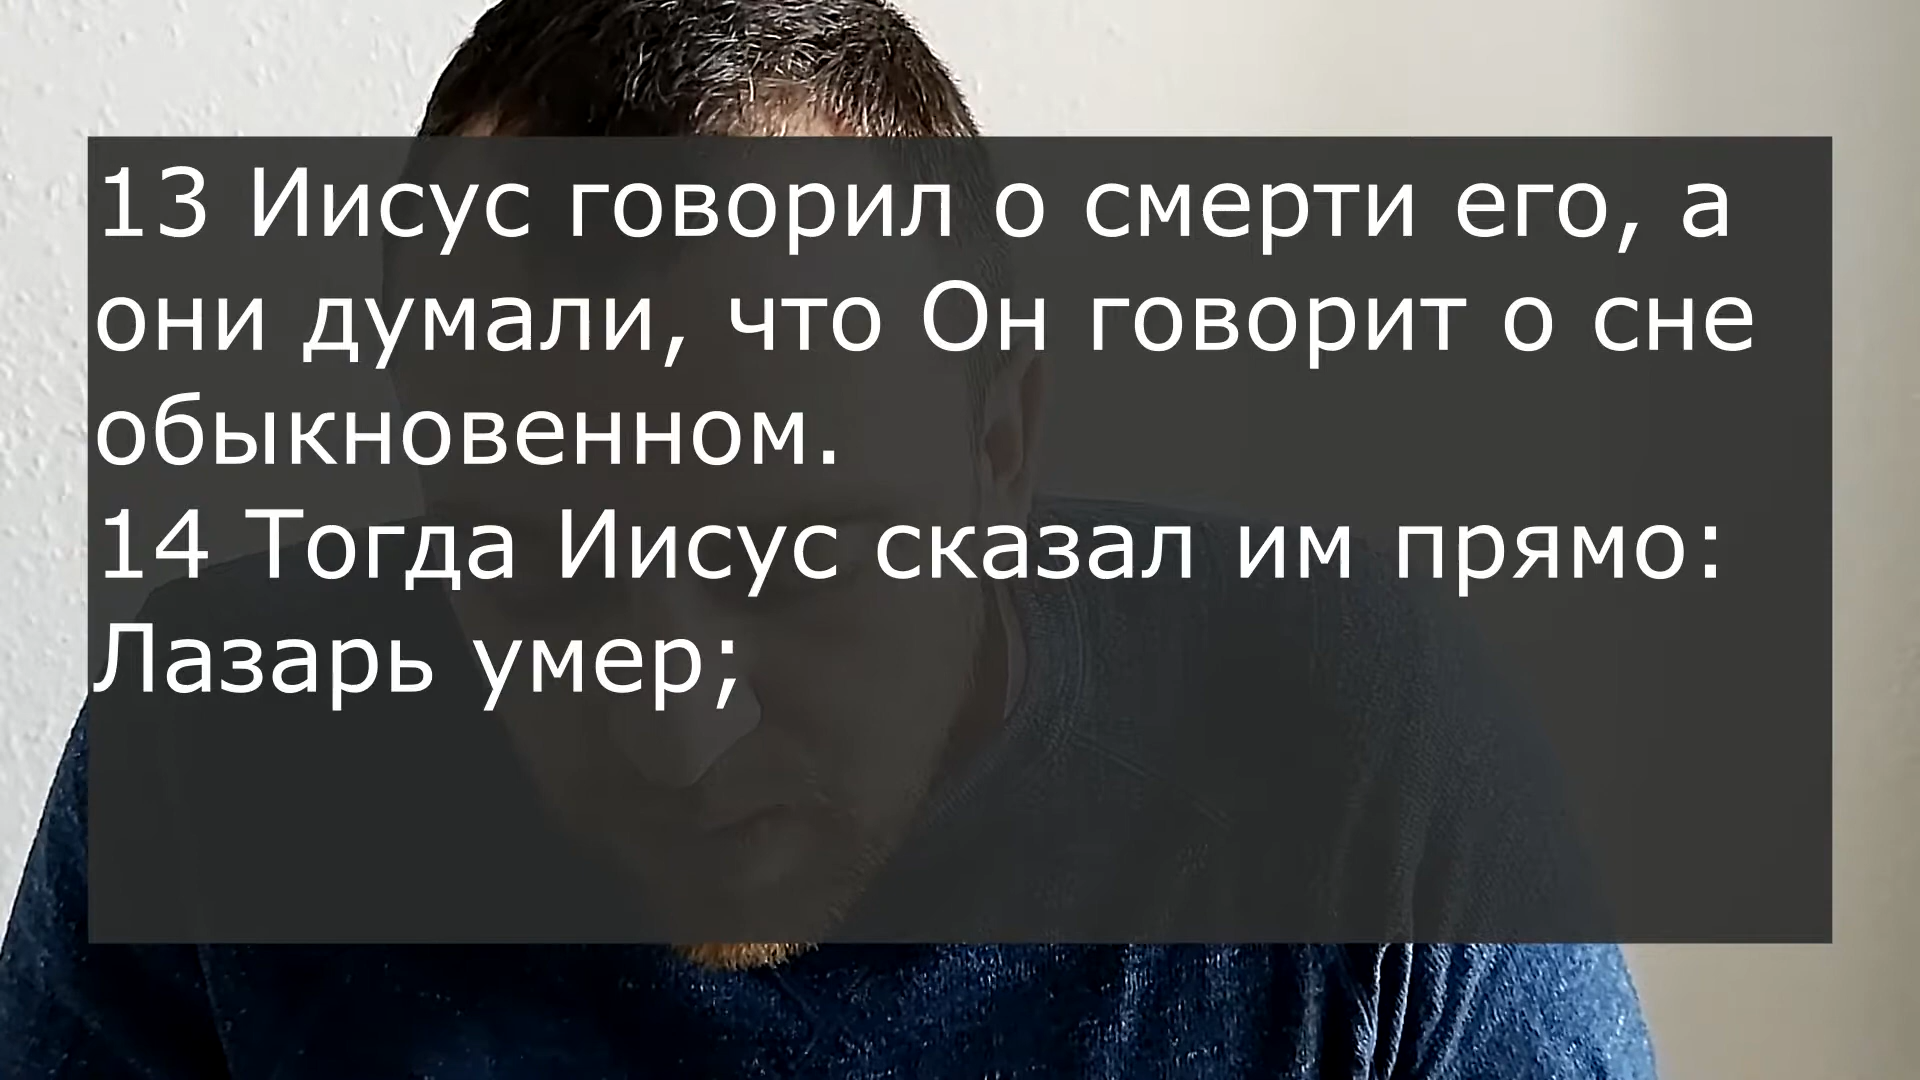 13 Иисус говорил о смерти его, а
они думали, что Он говорит о сне
обыкновенном.
14 Тогда Иисус сказал им прямо:
Лазарь умер;